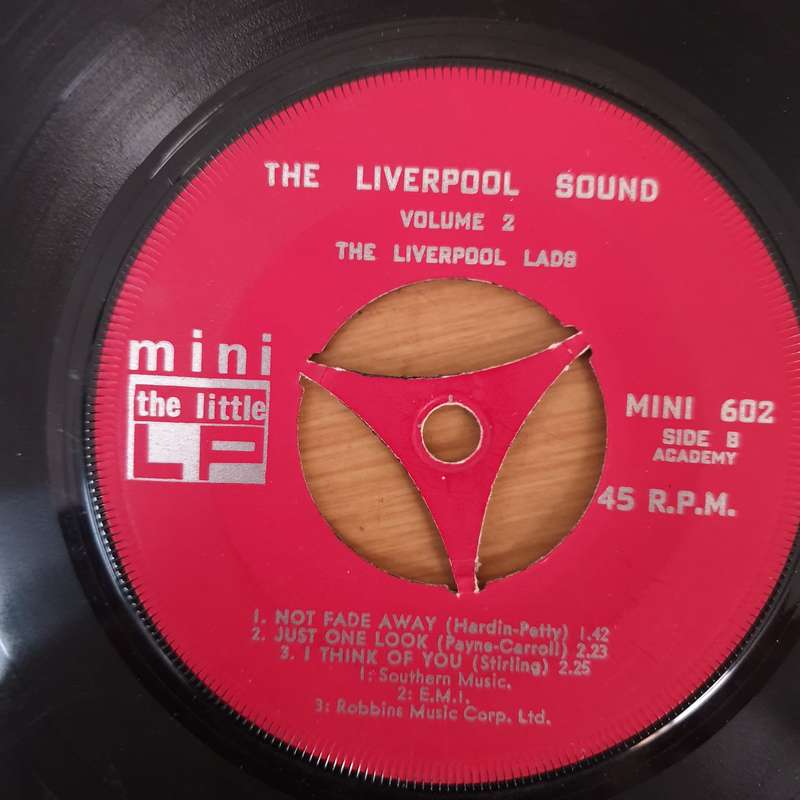 THE LIVERPOOL SOUND
VOLUME 2
THE LIVERPOOL LADS
mini
the little
LP
MINI 602
SIDE B
ACADEMY
45 R.P.M.
1. NOT FADE AWAY (Hardin-Petty) 1.42
2. JUST ONE LOOK (Payne-Carroll) 2.23
3. I THINK OF YOU (Stirling) 2.25
1: Southern Music.
2: E.M.I.
3: Robbins Music Corp. Ltd.